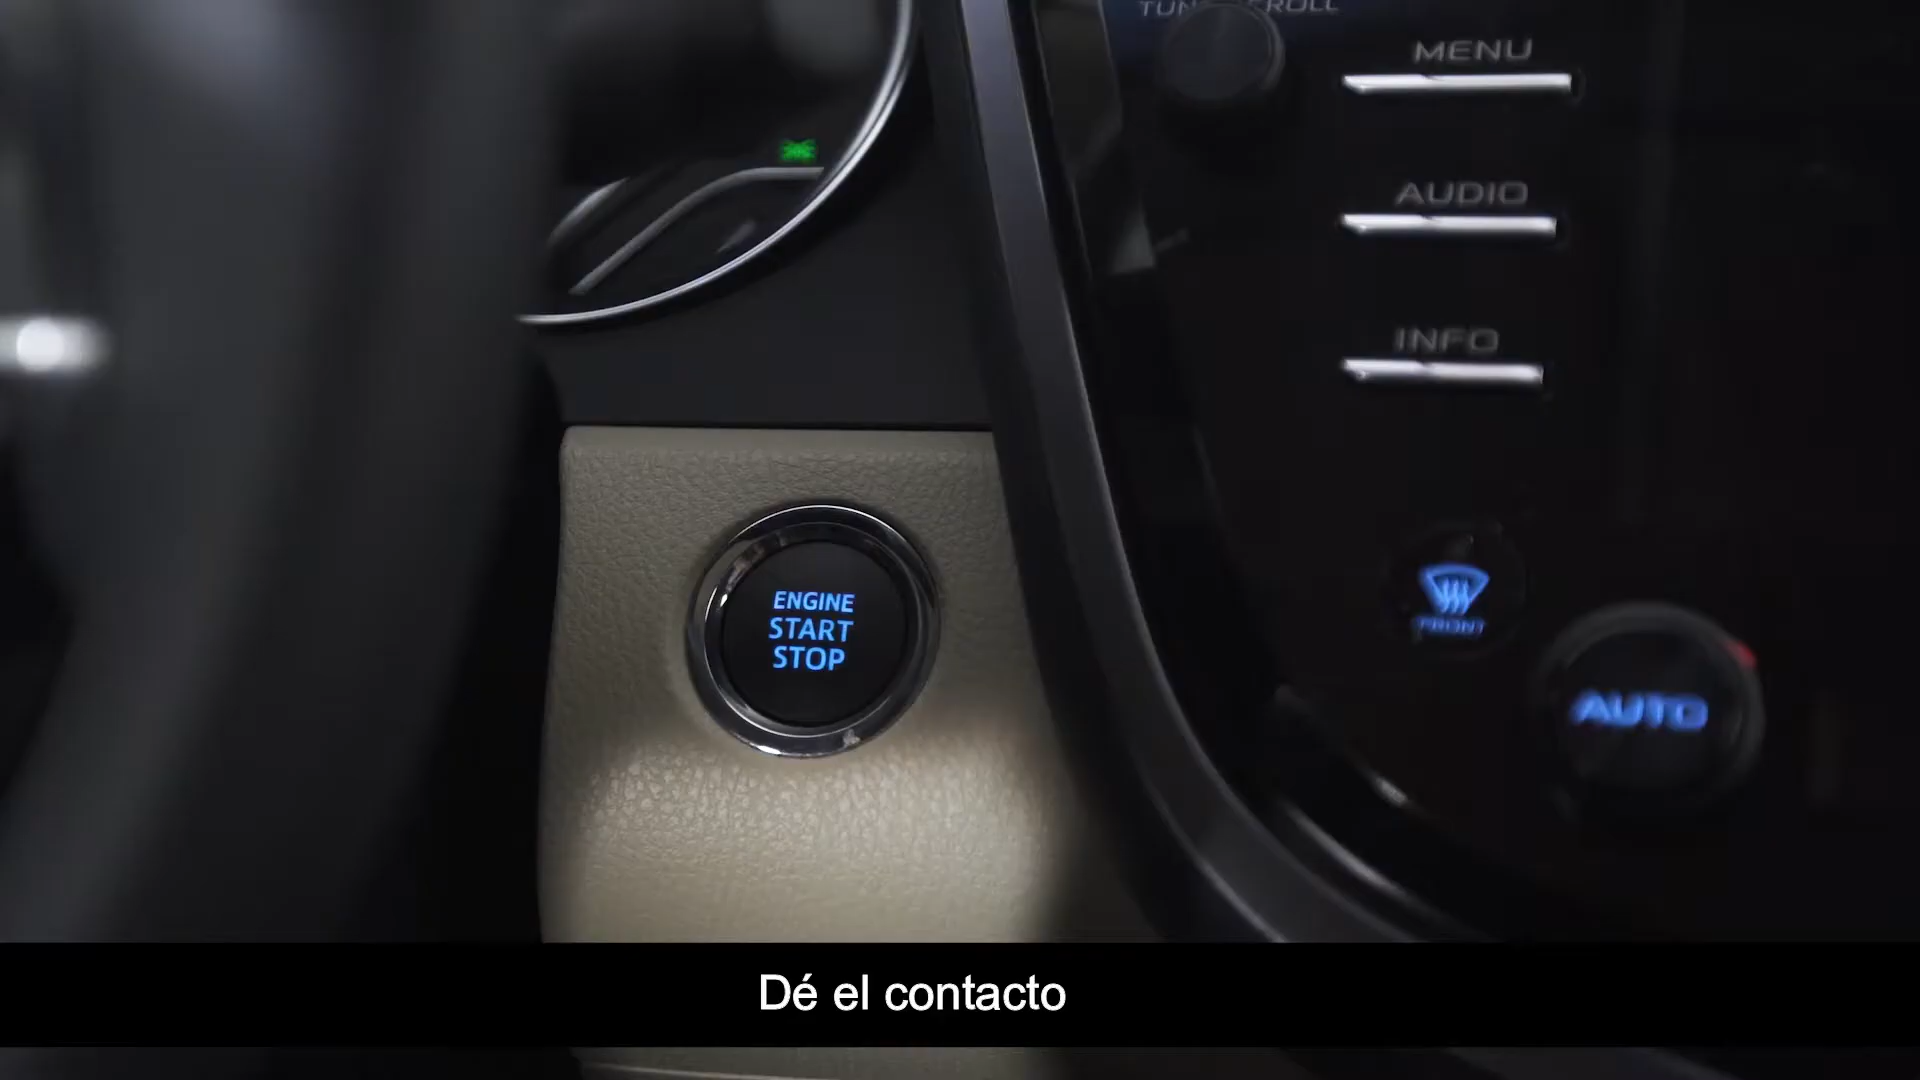 MENU
AUDIO
INFO
ENGINE
START
STOP
FRONT
AUTO
Dé el contacto